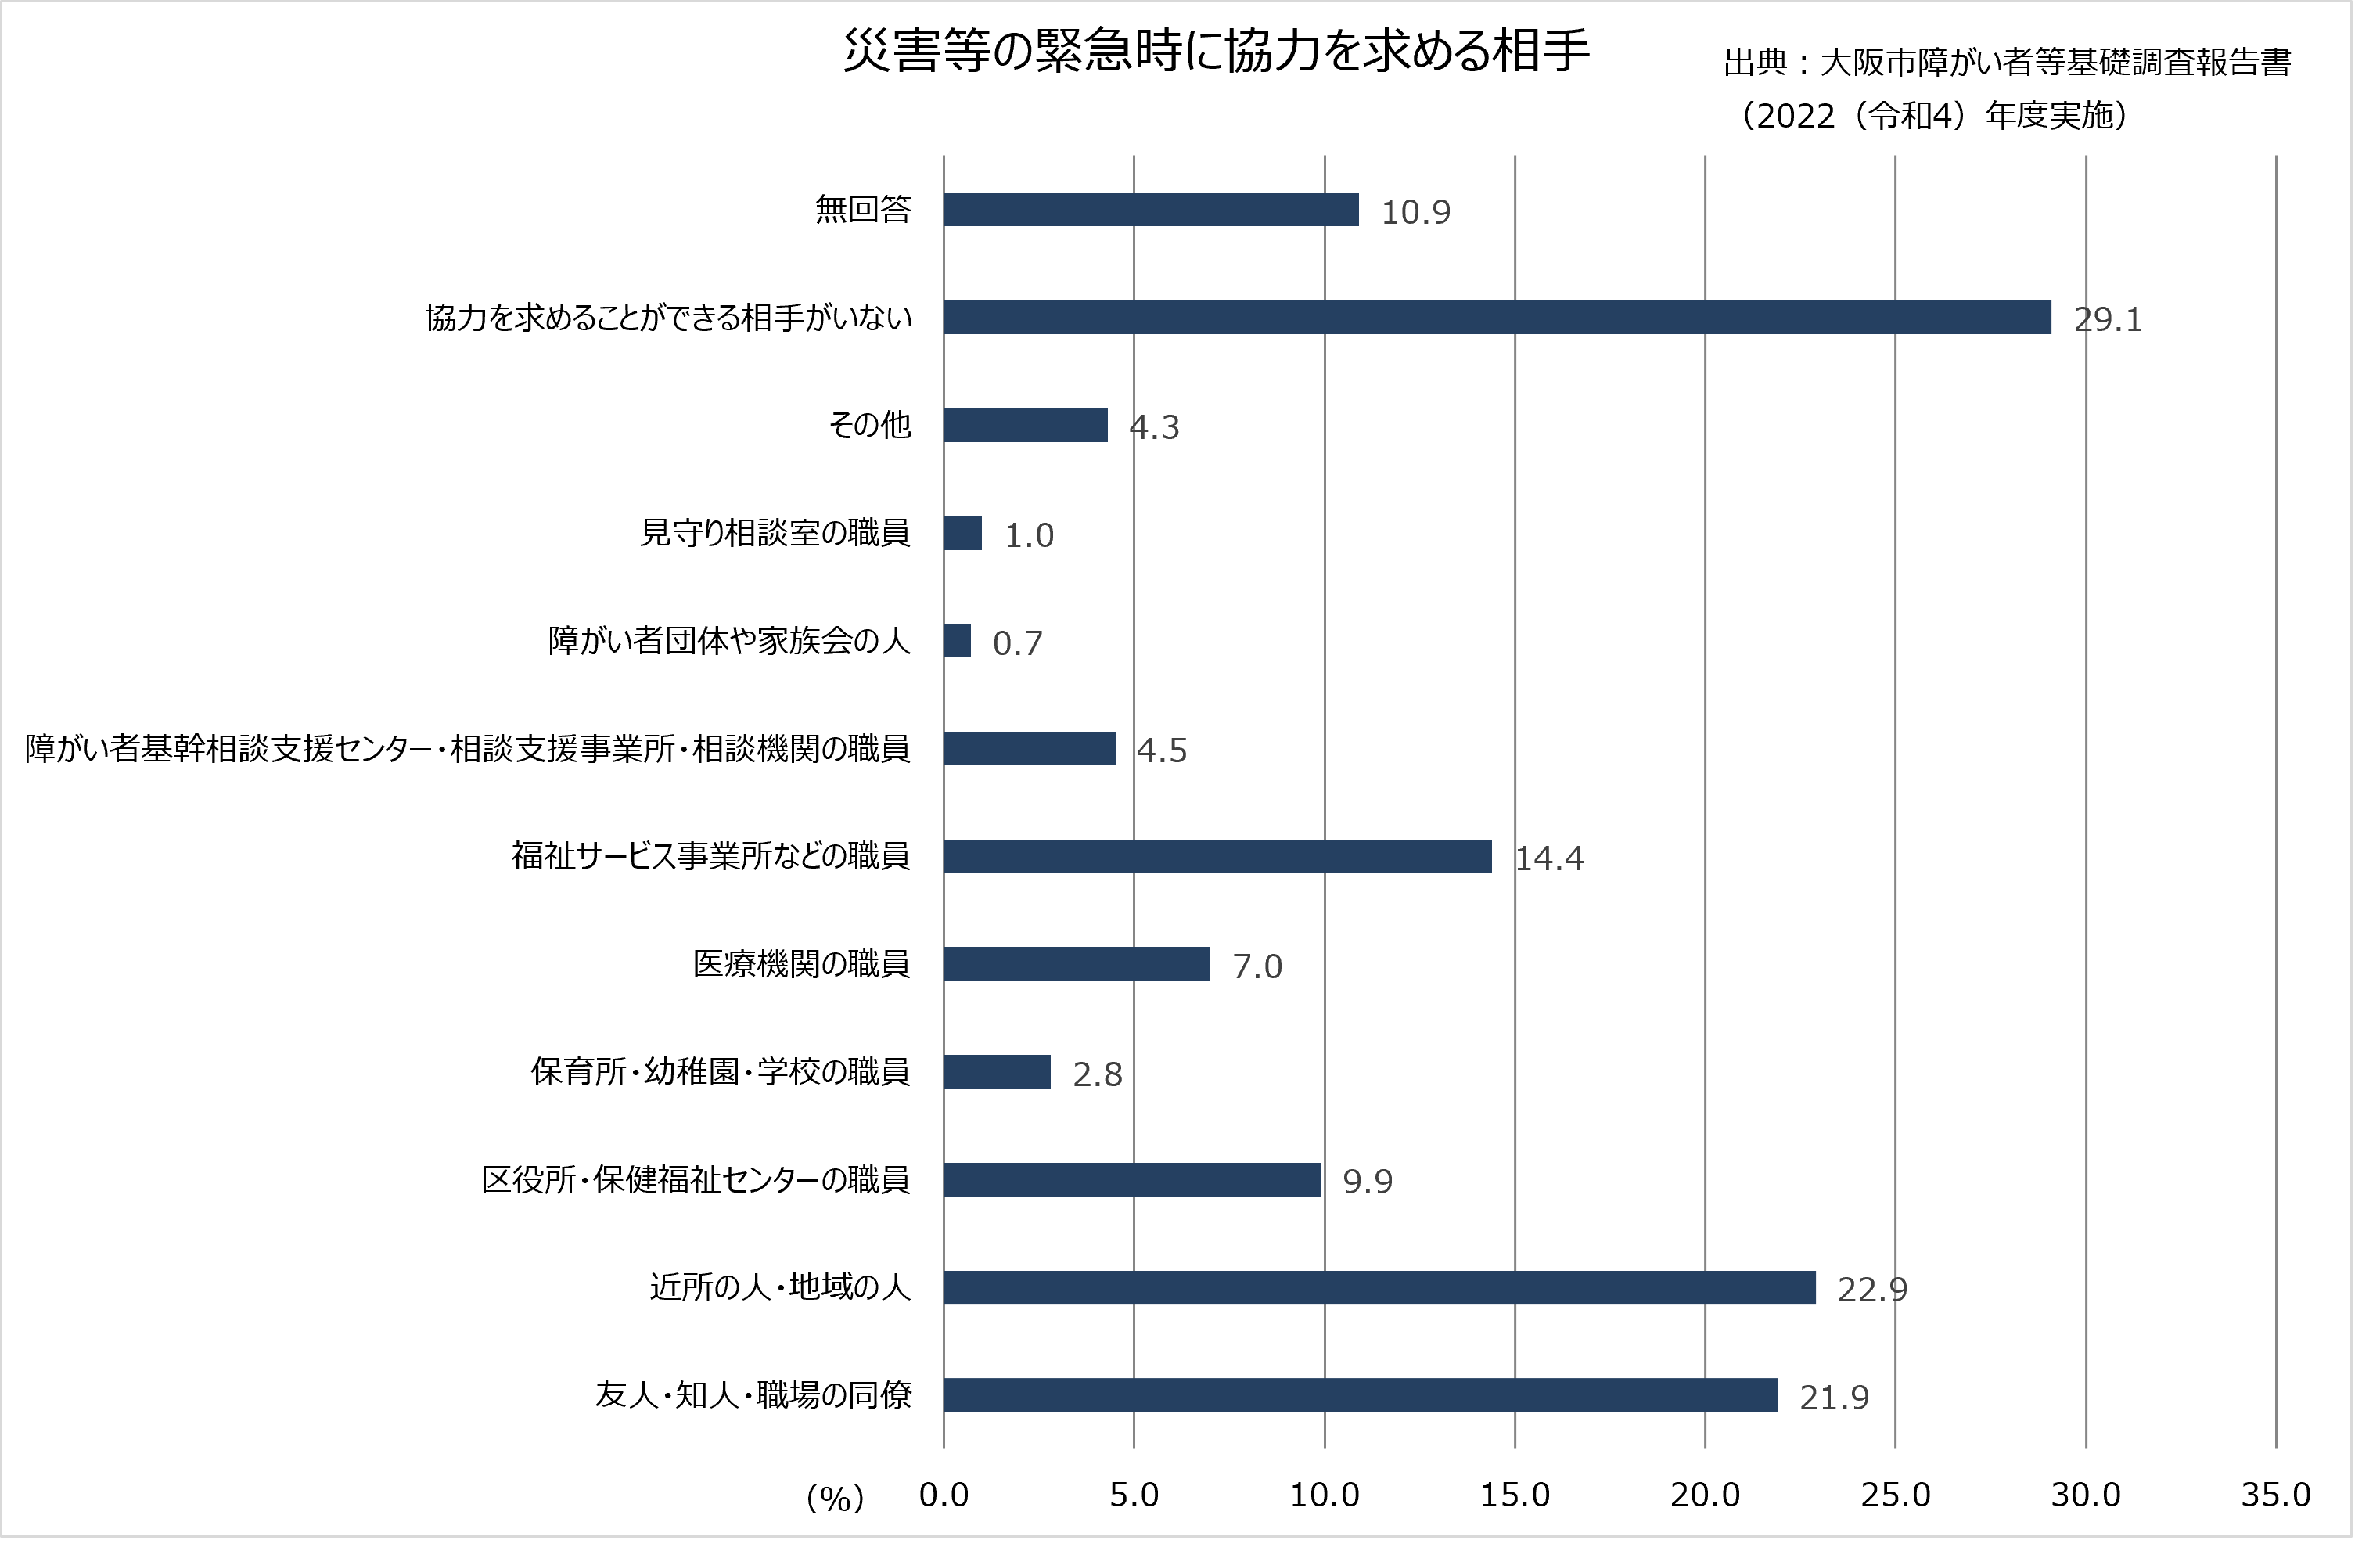 災害等の緊急時に協力を求める相手
出典：大阪市障がい者等基礎調査報告書
（2022（令和4）年度実施）
無回答 10.9
協力を求めることができる相手がいない 29.1
その他 4.3
見守り相談室の職員 1.0
障がい者団体や家族会の人 0.7
障がい者基幹相談支援センター・相談支援事業所・相談機関の職員 4.5
福祉サービス事業所などの職員 14.4
医療機関の職員 7.0
保育所・幼稚園・学校の職員 2.8
区役所・保健福祉センターの職員 9.9
近所の人・地域の人 22.9
友人・知人・職場の同僚 21.9
（%） 0.0 5.0 10.0 15.0 20.0 25.0 30.0 35.0